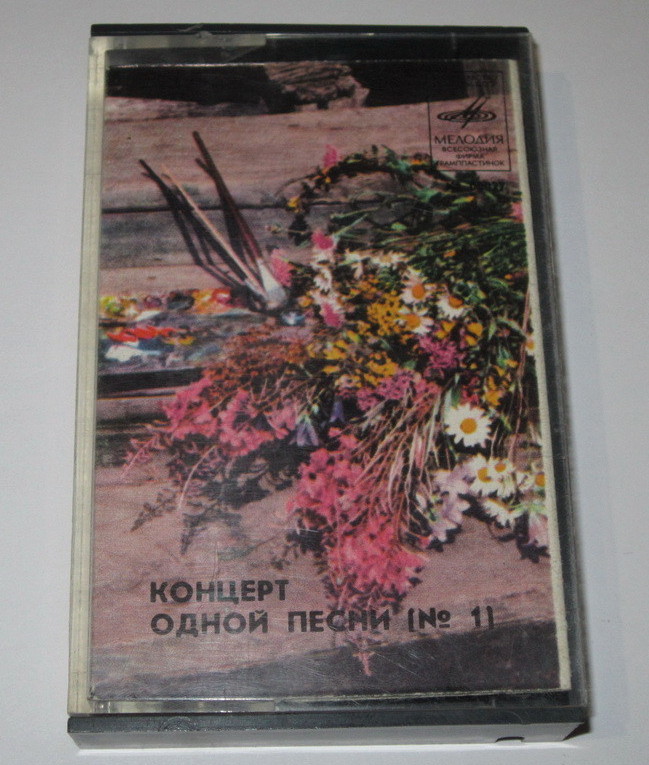 МЕЛОДИЯ
ВСЕСОЮЗНАЯ
ФИРМА
ГРАМПЛАСТИНОК
КОНЦЕРТ
ОДНОЙ ПЕСНИ (№ 1)